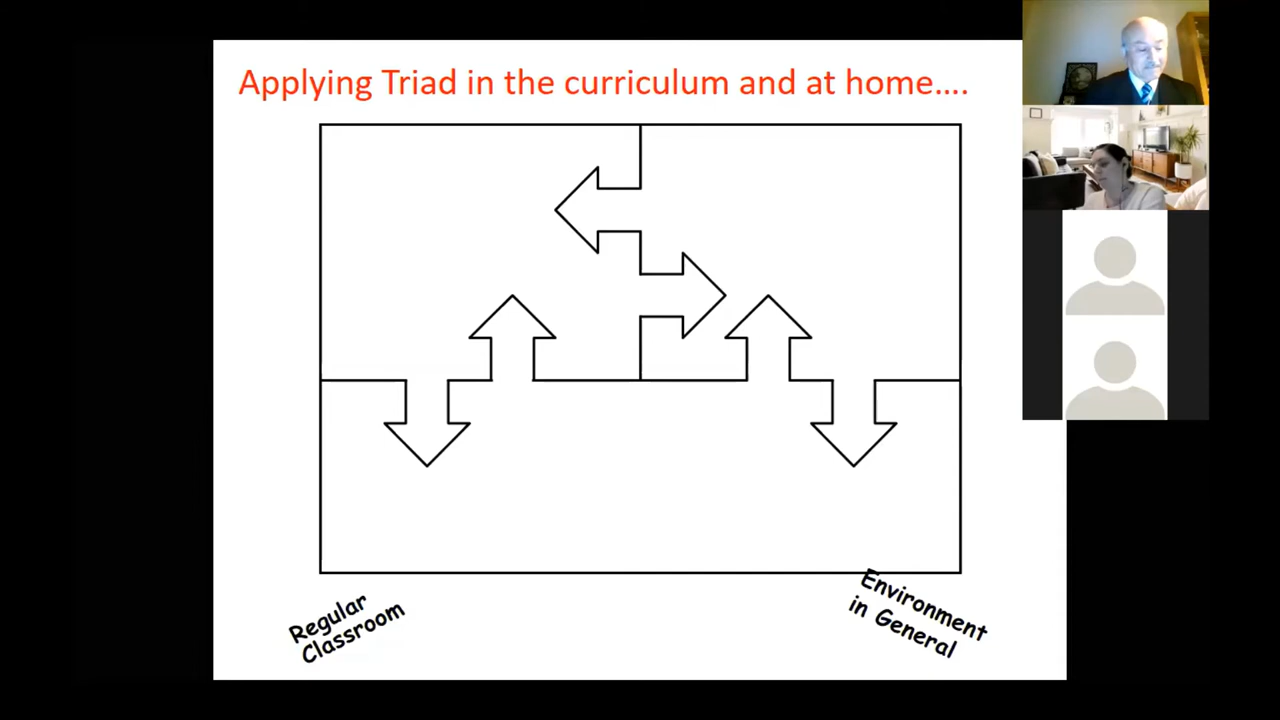 Applying Triad in the curriculum and at home....
Regular
Classroom
Environment
in General